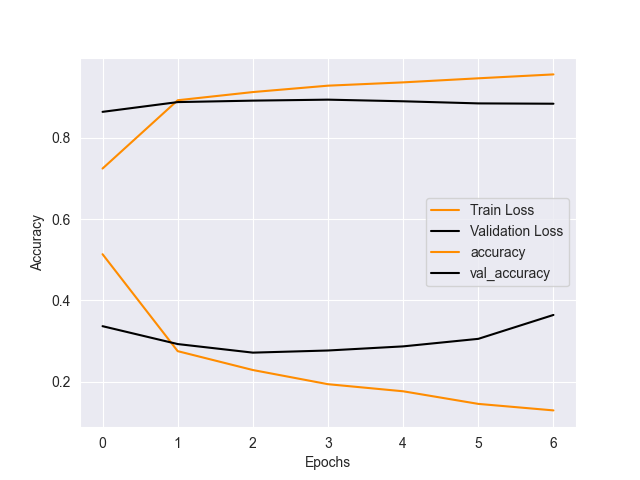 0.8
0.6
0.4
0.2
Accuracy
Train Loss
Validation Loss
accuracy
val_accuracy
0 1 2 3 4 5 6
Epochs